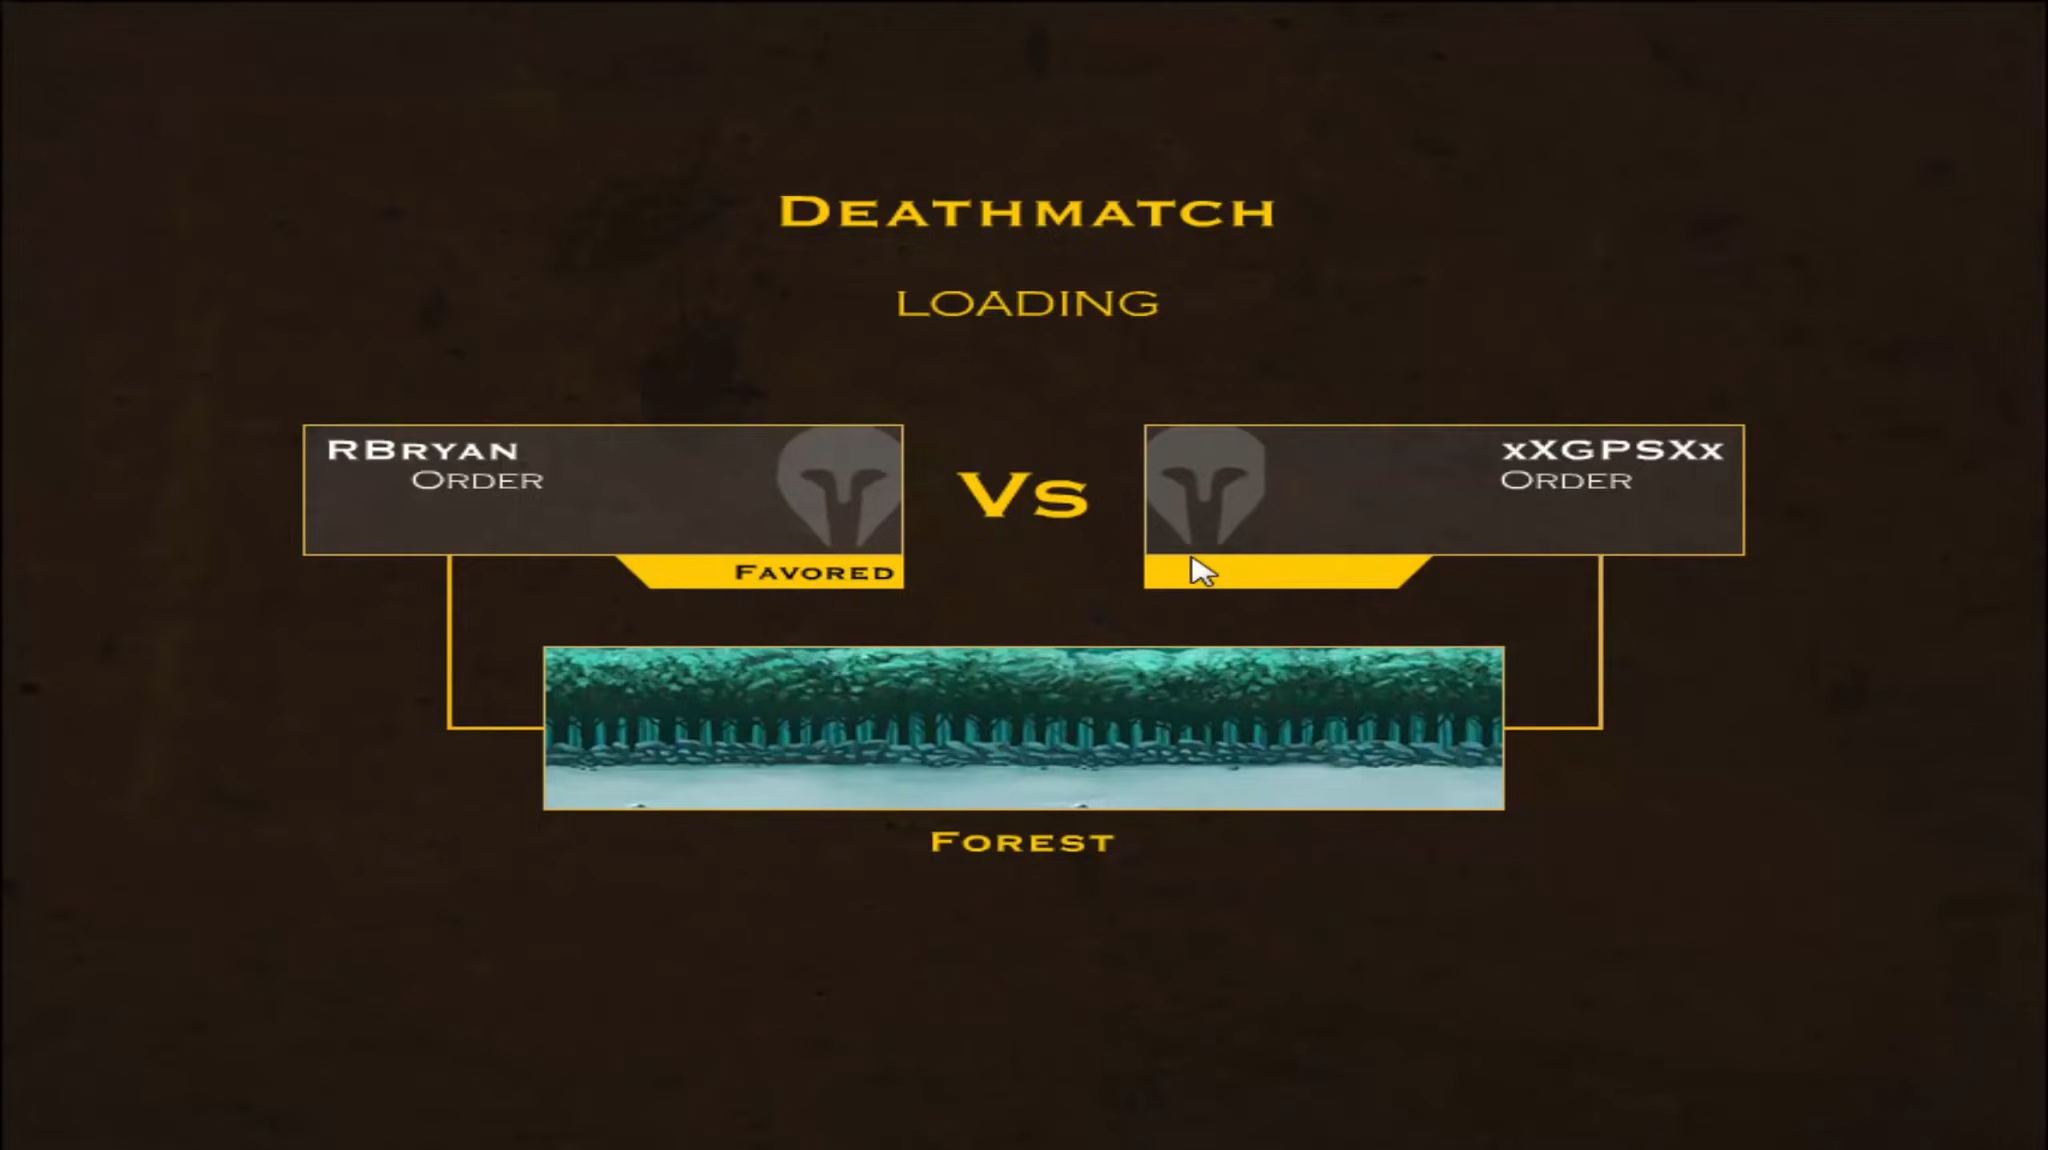 Deathmatch
LOADING
RBryan
Order
Vs
xXGPSXx
Order
Favored
Forest